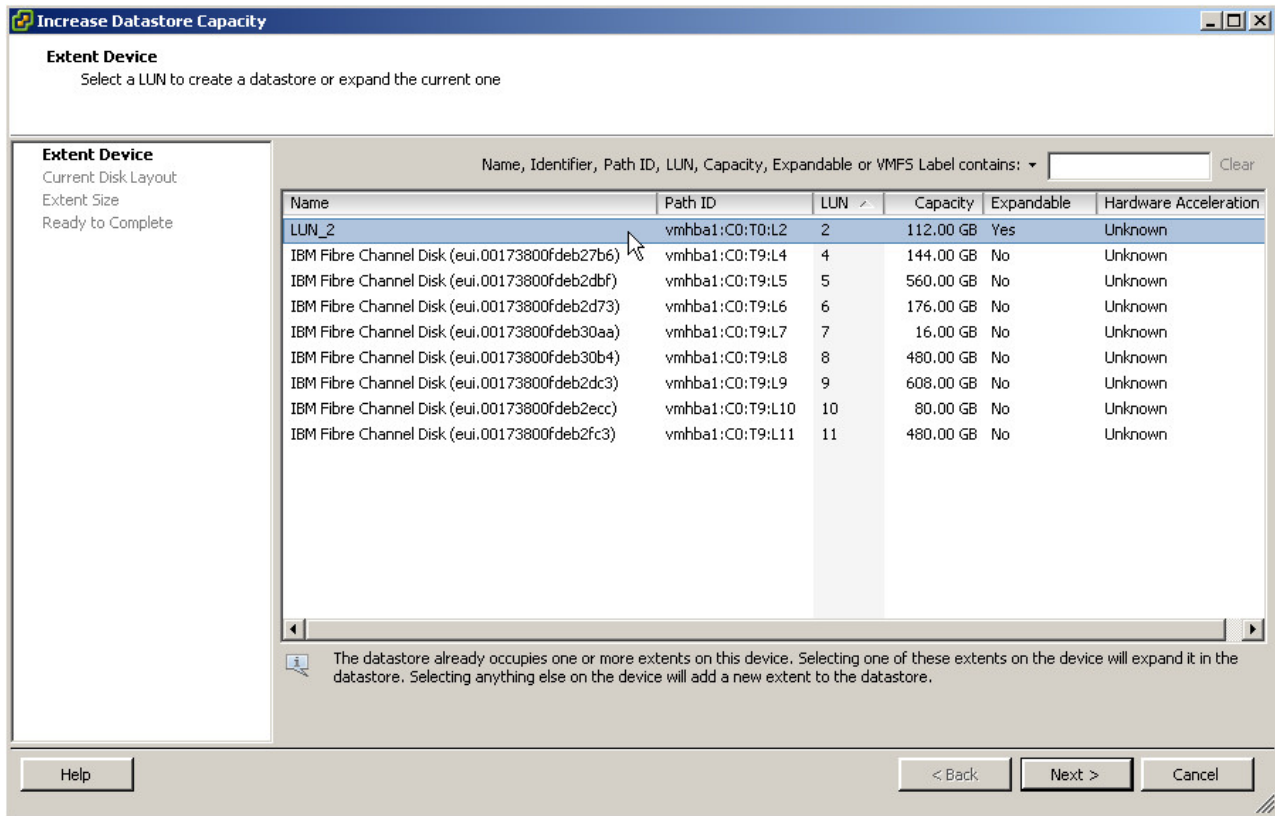 Increase Datastore Capacity
Extent Device
Select a LUN to create a datastore or expand the current one
Extent Device
Current Disk Layout
Extent Size
Ready to Complete
Name, Identifier, Path ID, LUN, Capacity, Expandable or VMFS Label contains: Clear
Name Path ID LUN Capacity Expandable Hardware Acceleration
LUN_2 vmhba1:C0:T0:L2 2 112.00 GB Yes Unknown
IBM Fibre Channel Disk (eui.00173800fdeb27b6) vmhba1:C0:T9:L4 4 144.00 GB No Unknown
IBM Fibre Channel Disk (eui.00173800fdeb2dbf) vmhba1:C0:T9:L5 5 560.00 GB No Unknown
IBM Fibre Channel Disk (eui.00173800fdeb2d73) vmhba1:C0:T9:L6 6 176.00 GB No Unknown
IBM Fibre Channel Disk (eui.00173800fdeb30aa) vmhba1:C0:T9:L7 7 16.00 GB No Unknown
IBM Fibre Channel Disk (eui.00173800fdeb30b4) vmhba1:C0:T9:L8 8 480.00 GB No Unknown
IBM Fibre Channel Disk (eui.00173800fdeb2dc3) vmhba1:C0:T9:L9 9 608.00 GB No Unknown
IBM Fibre Channel Disk (eui.00173800fdeb2ecc) vmhba1:C0:T9:L10 10 80.00 GB No Unknown
IBM Fibre Channel Disk (eui.00173800fdeb2fc3) vmhba1:C0:T9:L11 11 480.00 GB No Unknown
The datastore already occupies one or more extents on this device. Selecting one of these extents on the device will expand it in the
datastore. Selecting anything else on the device will add a new extent to the datastore.
Help < Back Next > Cancel